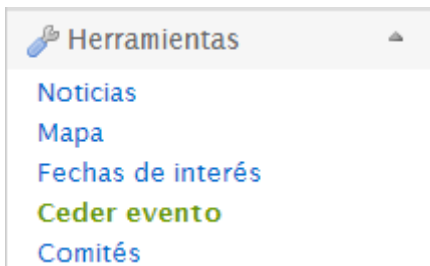 Herramientas
Noticias
Mapa
Fechas de interés
Ceder evento
Comités